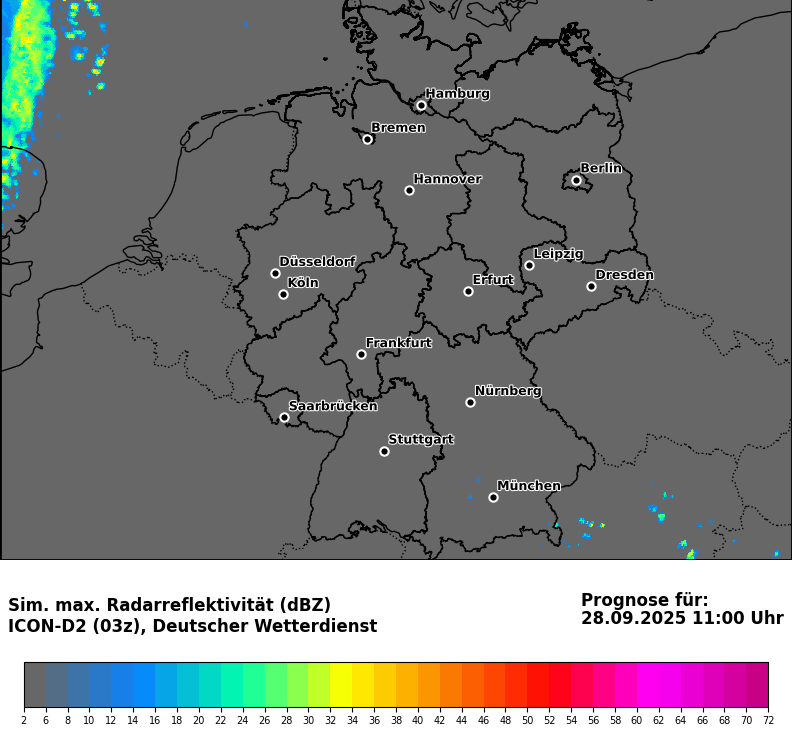 Hamburg
Bremen
Berlin
Hannover
Leipzig
Düsseldorf
Dresden
Erfurt
Köln
Frankfurt
Nürnberg
Saarbrücken
Stuttgart
München
Sim. max. Radarreflektivität (dBZ)
ICON-D2 (03z), Deutscher Wetterdienst
Prognose für:
28.09.2025 11:00 Uhr
2 6 8 10 12 14 16 18 20 22 24 26 28 30 32 34 36 38 40 42 44 46 48 50 52 54 56 58 60 62 64 66 68 70 72